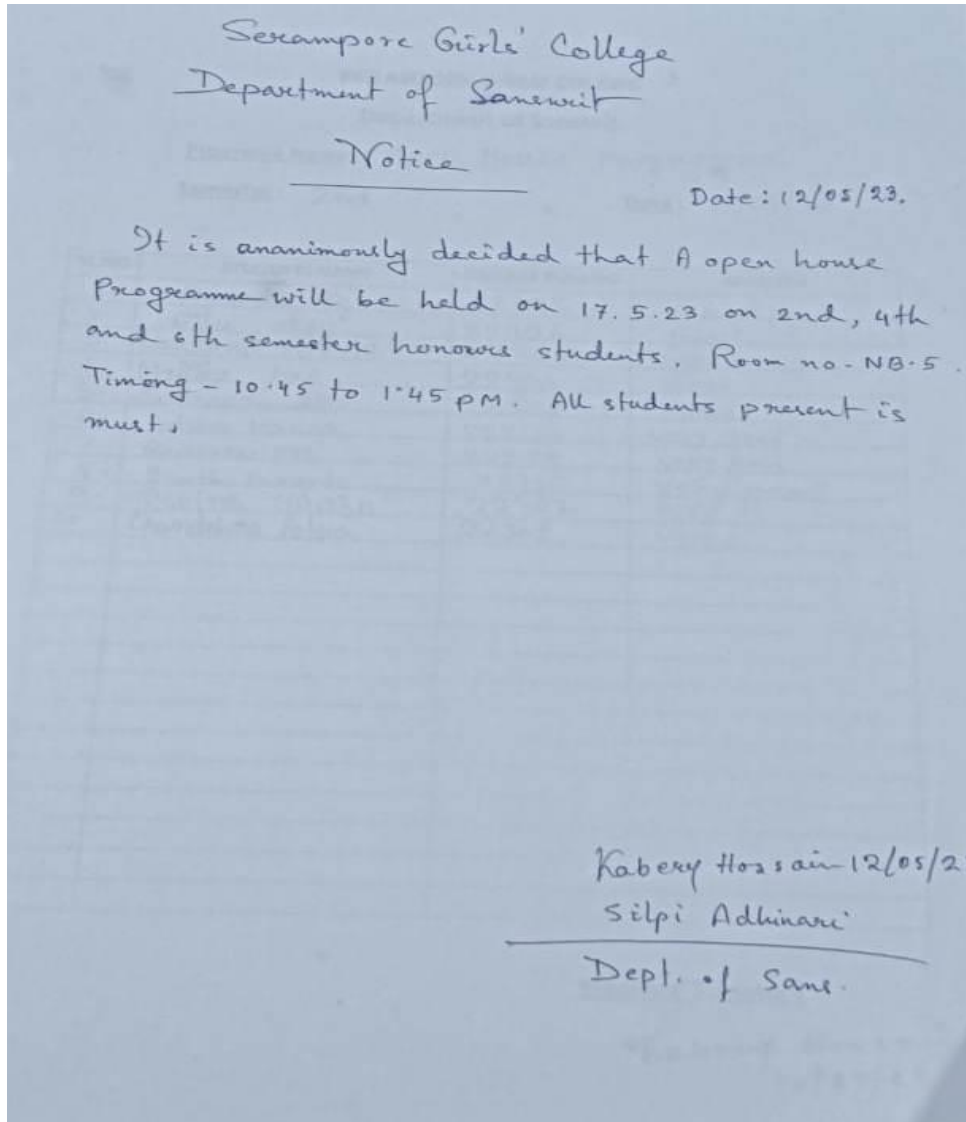 Serampore Girls' College
Department of Sanskrit
Notice
Date: 12/05/23.
It is ananimously decided that A open house
Programme will be held on 17.5.23 on 2nd, 4th
and 6th semester honours students. Room no - NB.5.
Timing - 10.45 to 1.45 PM. All students present is
must.
Kabery Hossain 12/05/2
Silpi Adhikari
Dept. of Sans.